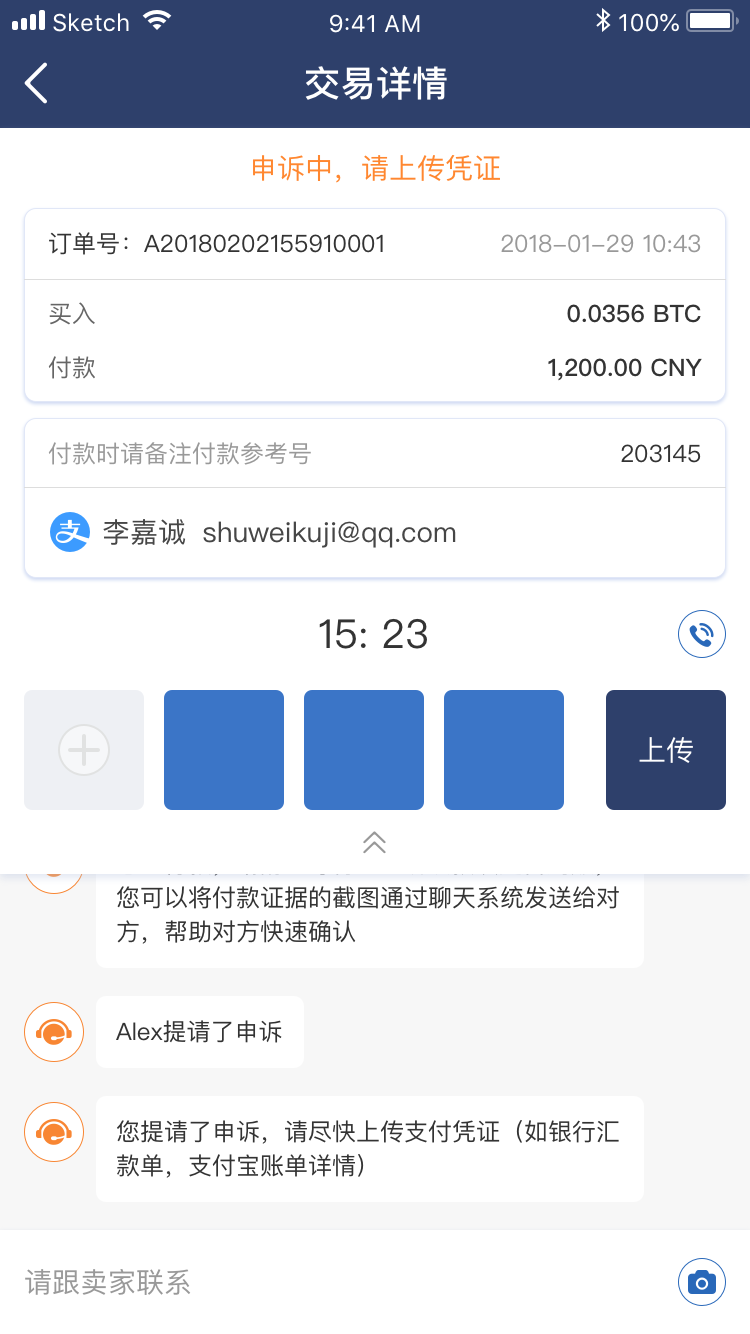 Sketch 9:41 AM 100%
交易详情
申诉中，请上传凭证
订单号：A20180202155910001 2018-01-29 10:43
买入 0.0356 BTC
付款 1,200.00 CNY
付款时请备注付款参考号 203145
支 李嘉诚 shuweikuji@qq.com
15: 23
上传
您可以将付款证据的截图通过聊天系统发送给对
方，帮助对方快速确认
Alex提请了申诉
您提请了申诉，请尽快上传支付凭证（如银行汇
款单，支付宝账单详情）
请跟卖家联系